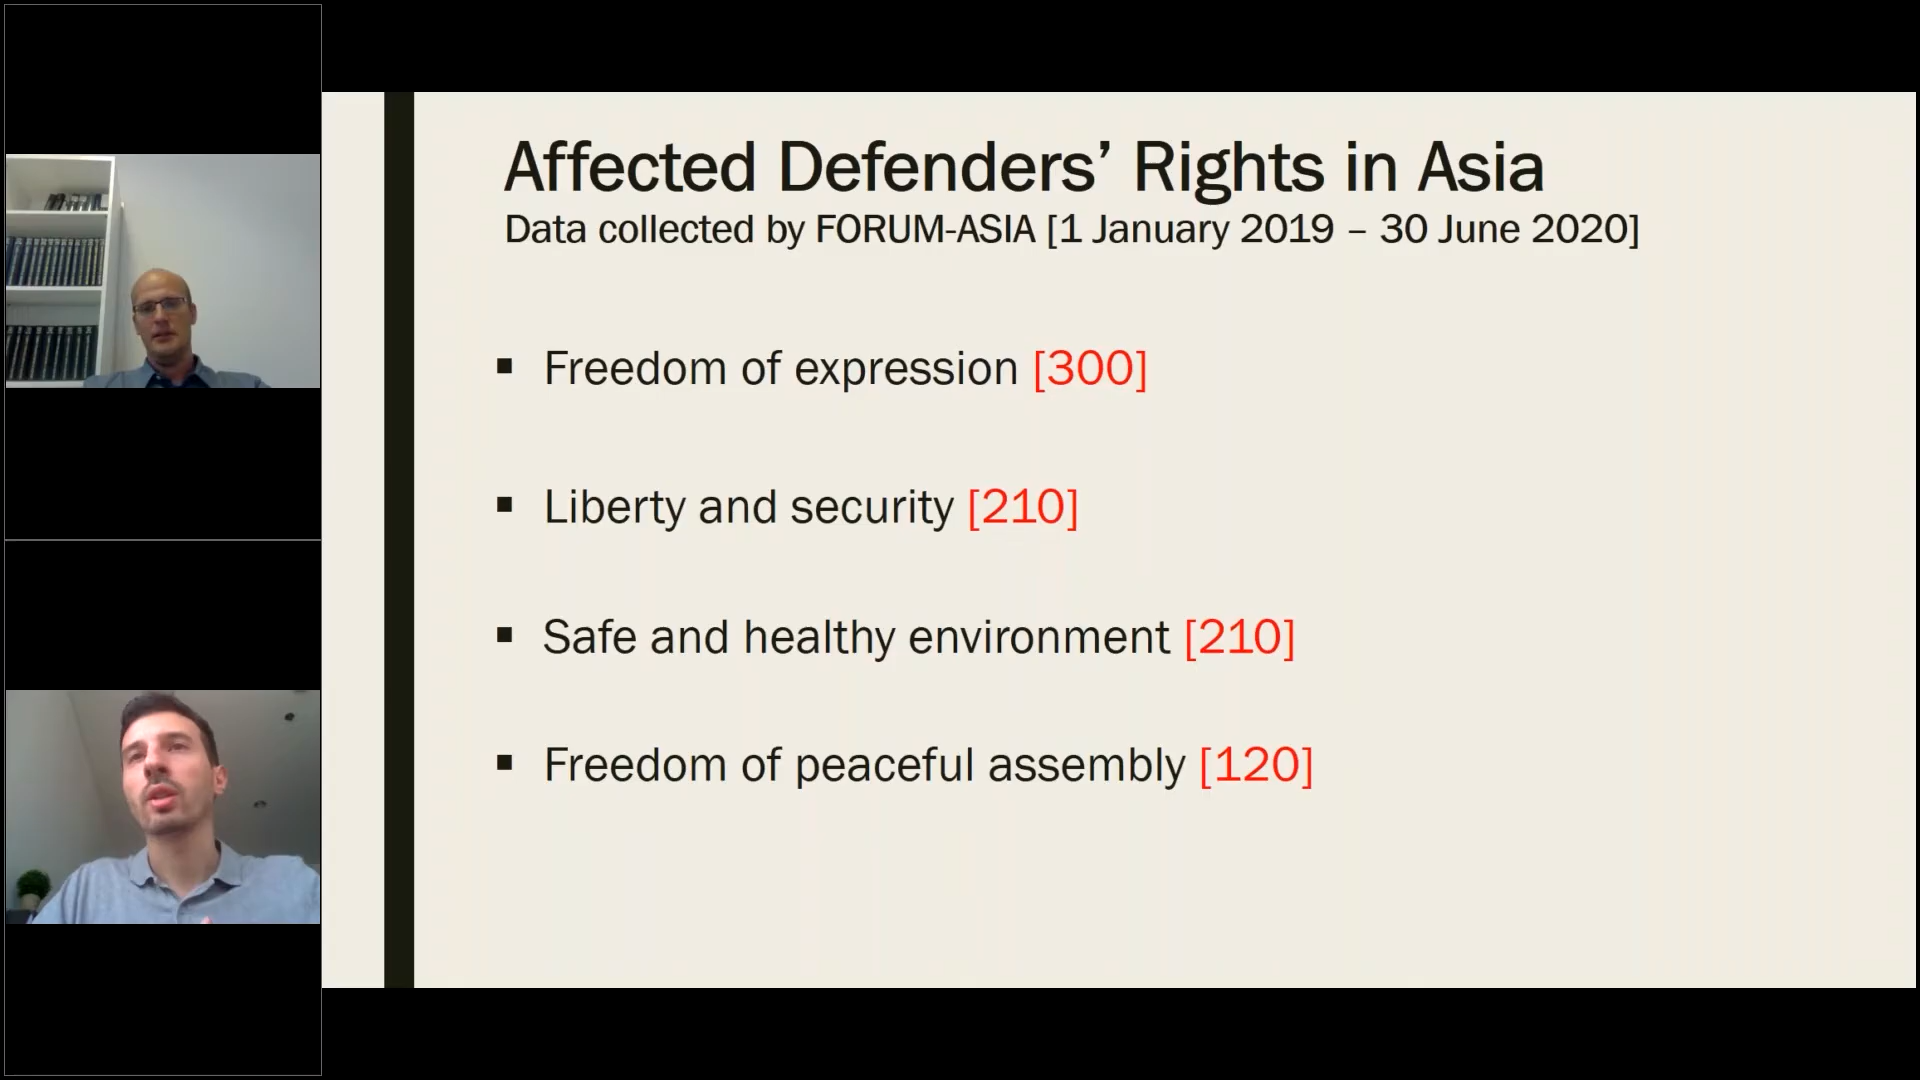 Affected Defenders’ Rights in Asia
Data collected by FORUM-ASIA [1 January 2019 – 30 June 2020]
▪ Freedom of expression [300]
▪ Liberty and security [210]
▪ Safe and healthy environment [210]
▪ Freedom of peaceful assembly [120]